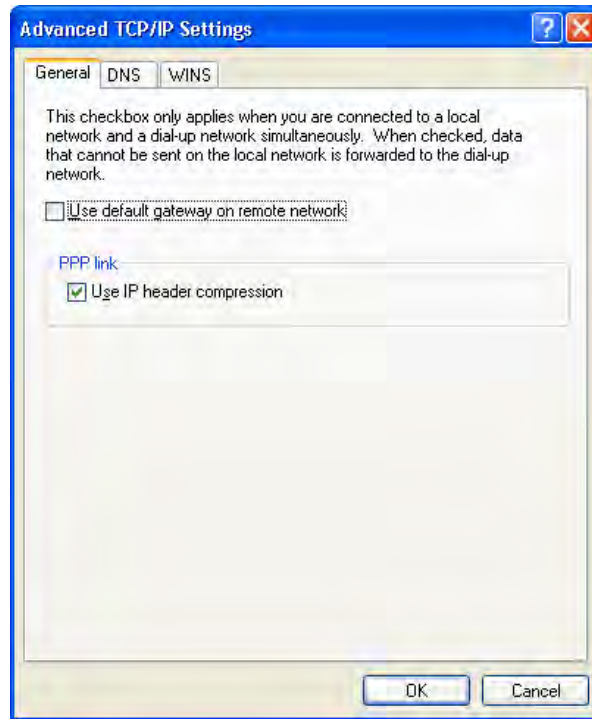 Advanced TCP/IP Settings
General DNS WINS
This checkbox only applies when you are connected to a local
network and a dial-up network simultaneously. When checked, data
that cannot be sent on the local network is forwarded to the dial-up
network.
Use default gateway on remote network
PPP link
Use IP header compression
OK Cancel